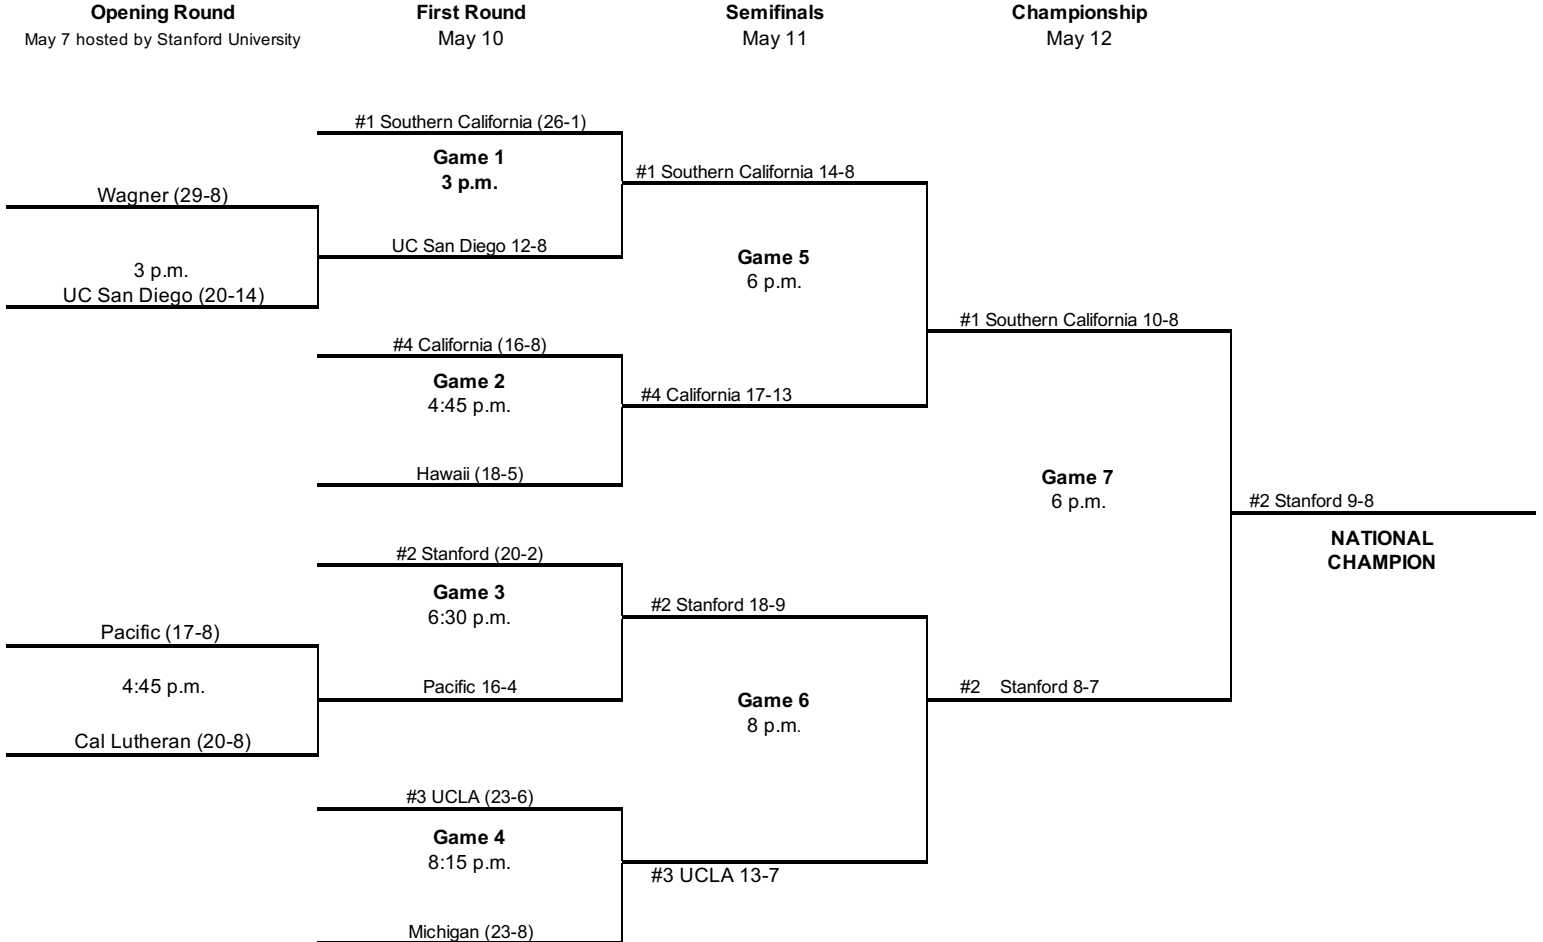 Opening Round
May 7 hosted by Stanford University
First Round
May 10
Semifinals
May 11
Championship
May 12
Wagner (29-8)
3 p.m.
UC San Diego (20-14)
Pacific (17-8)
4:45 p.m.
Cal Lutheran (20-8)
#1 Southern California (26-1)
Game 1
3 p.m.
UC San Diego 12-8
#4 California (16-8)
Game 2
4:45 p.m.
Hawaii (18-5)
#2 Stanford (20-2)
Game 3
6:30 p.m.
Pacific 16-4
#3 UCLA (23-6)
Game 4
8:15 p.m.
Michigan (23-8)
#1 Southern California 14-8
Game 5
6 p.m.
#4 California 17-13
#2 Stanford 18-9
Game 6
8 p.m.
#3 UCLA 13-7
#1 Southern California 10-8
Game 7
6 p.m.
#2 Stanford 8-7
#2 Stanford 9-8
NATIONAL
CHAMPION